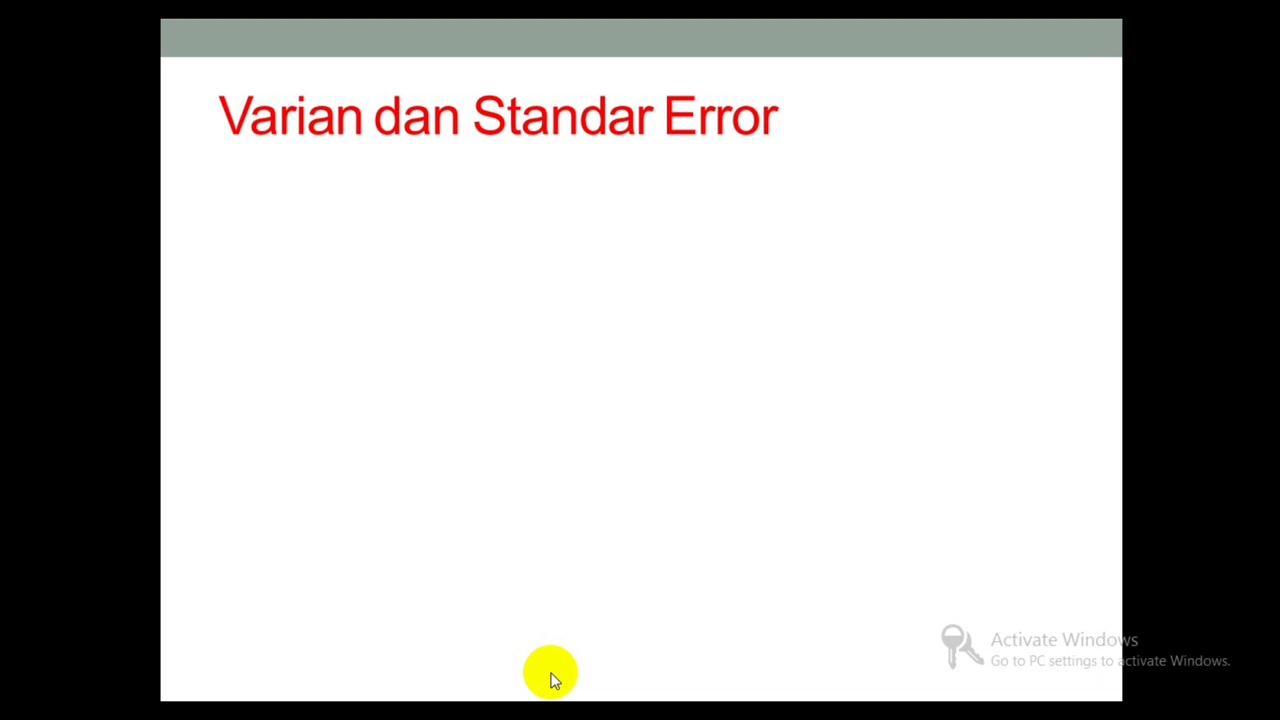 Varian dan Standar Error
Activate Windows
Go to PC settings to activate Windows.